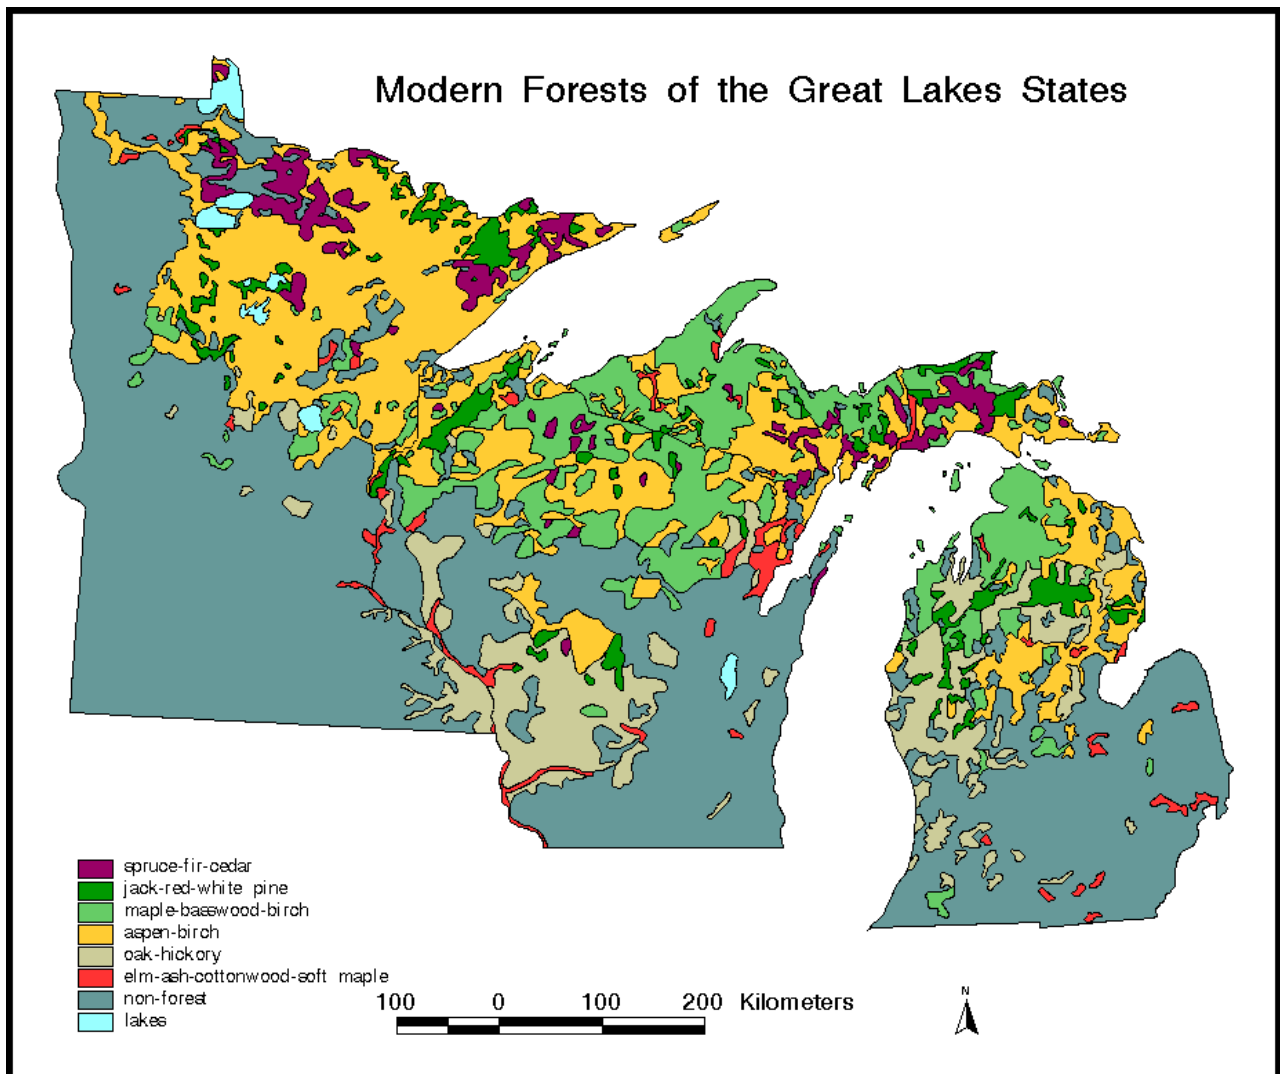 Modern Forests of the Great Lakes States
spruce-fir-cedar
jack-red-white pine
maple-basswood-birch
aspen-birch
oak-hickory
elm-ash-cottonwood-soft maple
non-forest
lakes
100 0 100 200 Kilometers
N